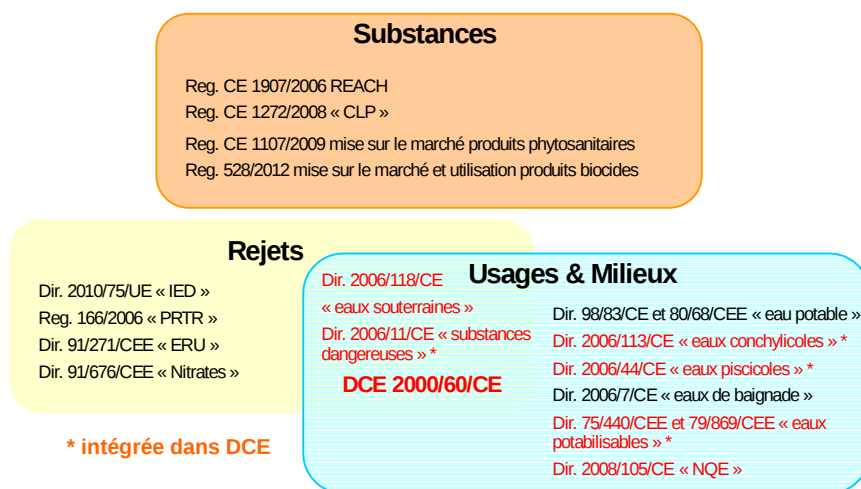 Substances
Reg. CE 1907/2006 REACH
Reg. CE 1272/2008 « CLP »
Reg. CE 1107/2009 mise sur le marché produits phytosanitaires
Reg. 528/2012 mise sur le marché et utilisation produits biocides
Rejets
Dir. 2010/75/UE « IED »
Reg. 166/2006 « PRTR »
Dir. 91/271/CEE « ERU »
Dir. 91/676/CEE « Nitrates »
Dir. 2006/118/CE
« eaux souterraines »
Dir. 2006/11/CE « substances
dangereuses » *
DCE 2000/60/CE
Usages & Milieux
Dir. 98/83/CE et 80/68/CEE « eau potable »
Dir. 2006/113/CE « eaux conchylicoles » *
Dir. 2006/44/CE « eaux piscicoles » *
Dir. 2006/7/CE « eaux de baignade »
Dir. 75/440/CEE et 79/869/CEE « eaux
potabilisables » *
Dir. 2008/105/CE « NQE »
* intégrée dans DCE